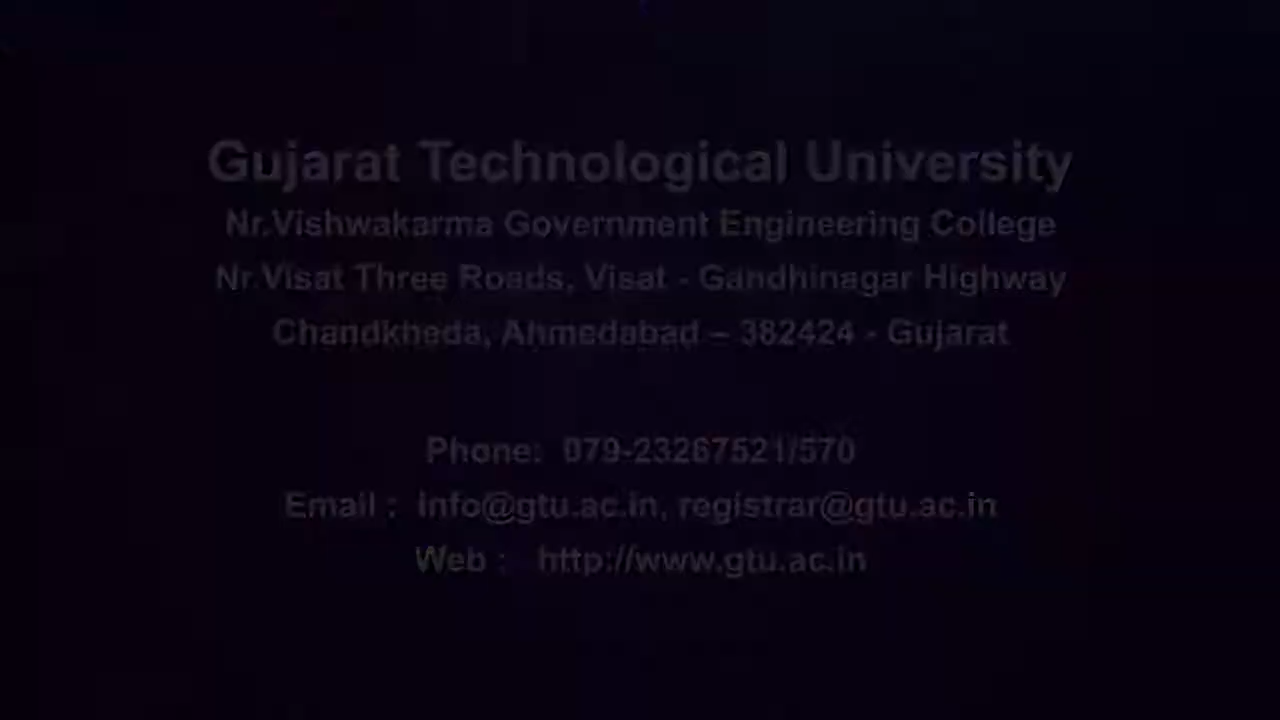 Gujarat Technological University
Nr.Vishwakarma Government Engineering College
Nr.Visat Three Roads, Visat - Gandhinagar Highway
Chandkheda, Ahmedabad – 382424 - Gujarat
Phone: 079-23267521/570
Email : info@gtu.ac.in, registrar@gtu.ac.in
Web : http://www.gtu.ac.in